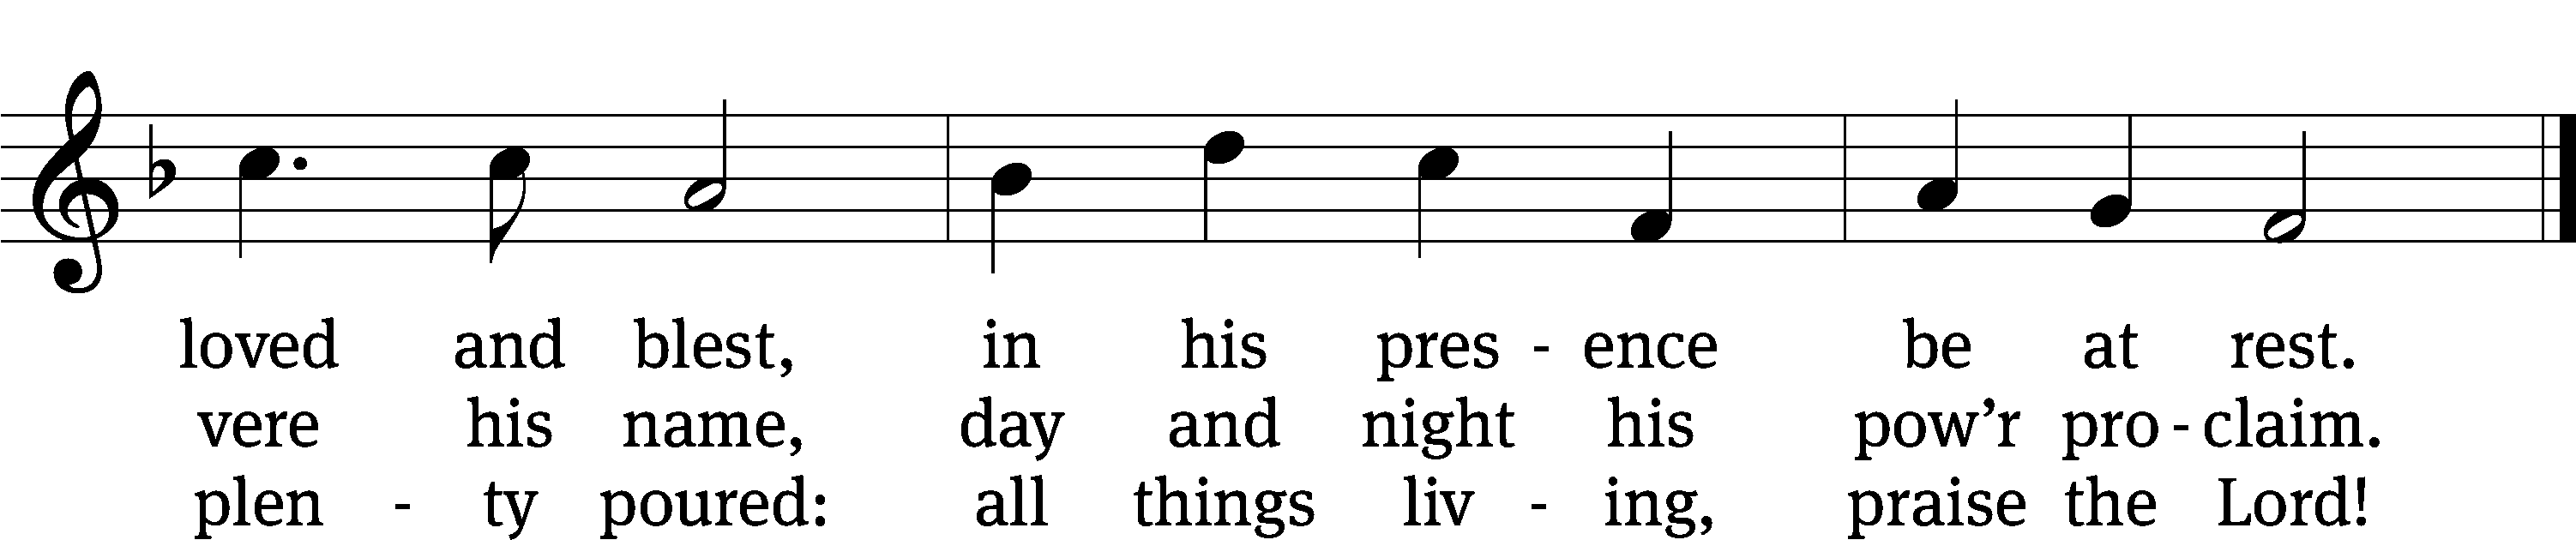 loved and blest, in his pres - ence be at rest.
vere his name, day and night his pow’r pro - claim.
plen - ty poured: all things liv - ing, praise the Lord!